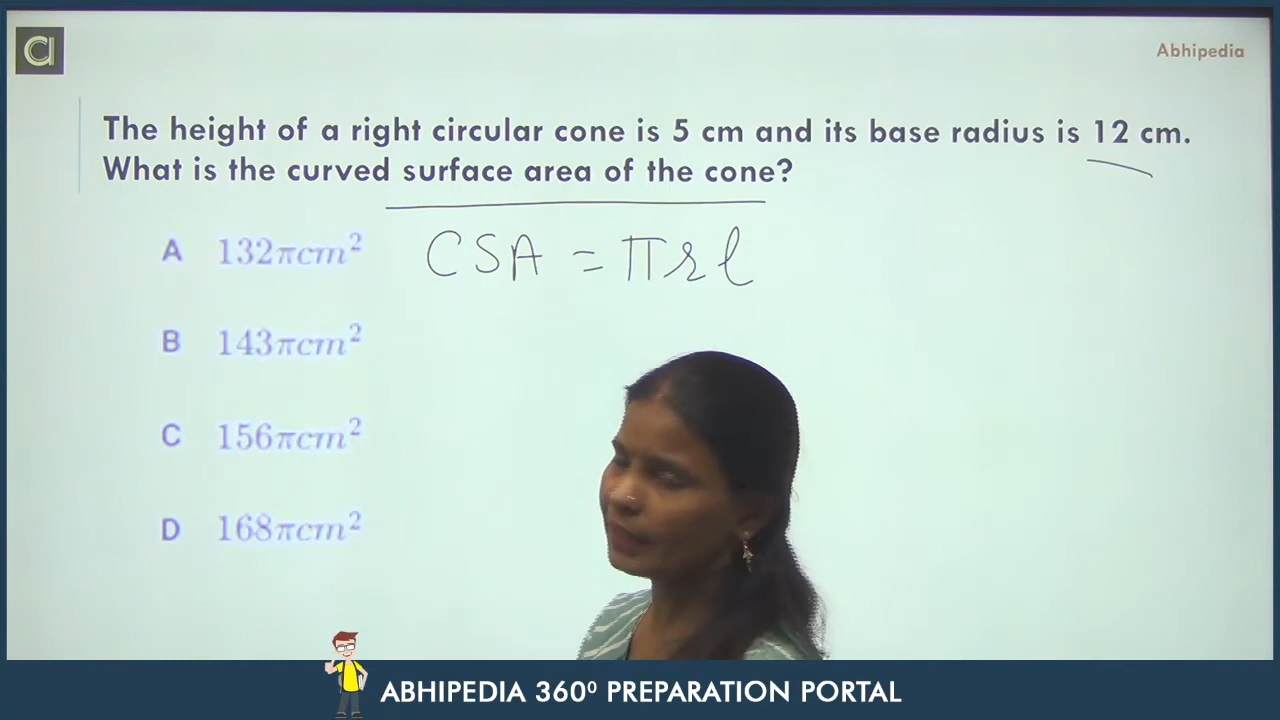 Abhipedia
The height of a right circular cone is 5 cm and its base radius is 12 cm.
What is the curved surface area of the cone?
A 132πcm²
CSA = πrl
B 143πcm²
C 156πcm²
D 168πcm²
ABHIPEDIA 360⁰ PREPARATION PORTAL